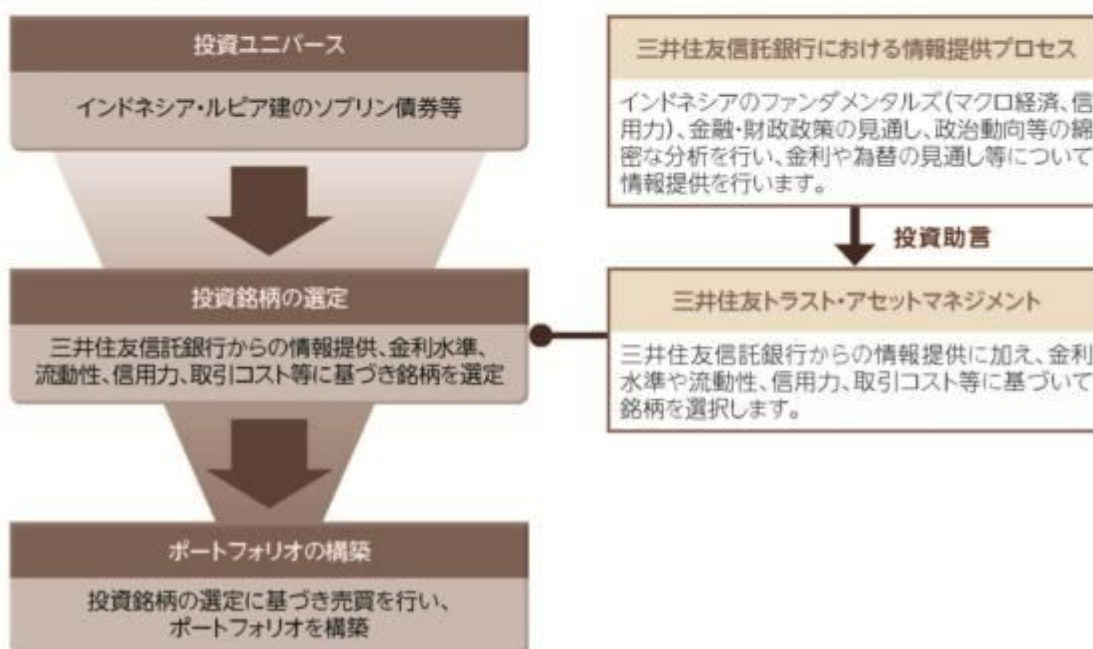 投資ユニバース
インドネシア・ルピア建のソブリン債券等
投資銘柄の選定
三井住友信託銀行からの情報提供、金利水準、
流動性、信用力、取引コスト等に基づき銘柄を選定
ポートフォリオの構築
投資銘柄の選定に基づき売買を行い、
ポートフォリオを構築
三井住友信託銀行における情報提供プロセス
インドネシアのファンダメンタルズ(マクロ経済、信
用力)、金融・財政政策の見通し、政治動向等の綿
密な分析を行い、金利や為替の見通し等について
情報提供を行います。
投資助言
三井住友トラスト・アセットマネジメント
三井住友信託銀行からの情報提供に加え、金利
水準や流動性、信用力、取引コスト等に基づいて
銘柄を選択します。